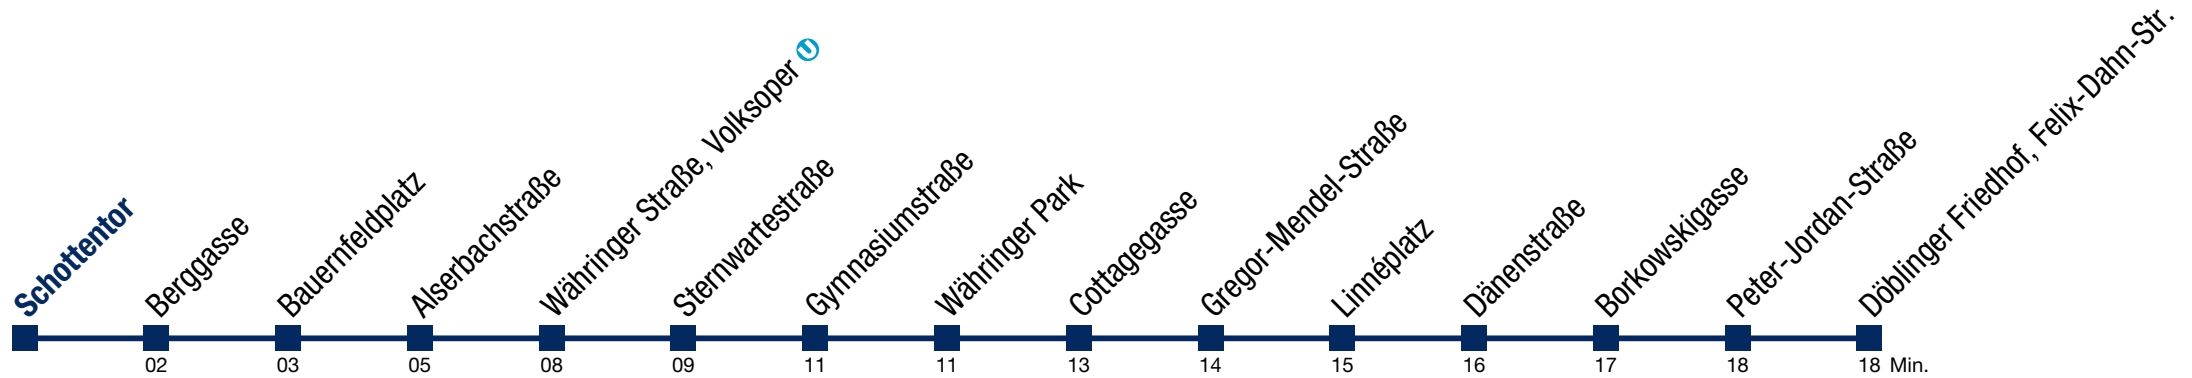 Schottentor
Berggasse
Bauernfeldplatz
Alserbachstraße
Währinger Straße, Volksoper
Sternwartestraße
Gymnasiumstraße
Währinger Park
Cottagegasse
Gregor-Mendel-Straße
Linnéplatz
Dänenstraße
Borkowskigasse
Peter-Jordan-Straße
Döblinger Friedhof, Felix-Dahn-Str.
02 03 05 08 09 11 11 13 14 15 16 17 18 18 Min.